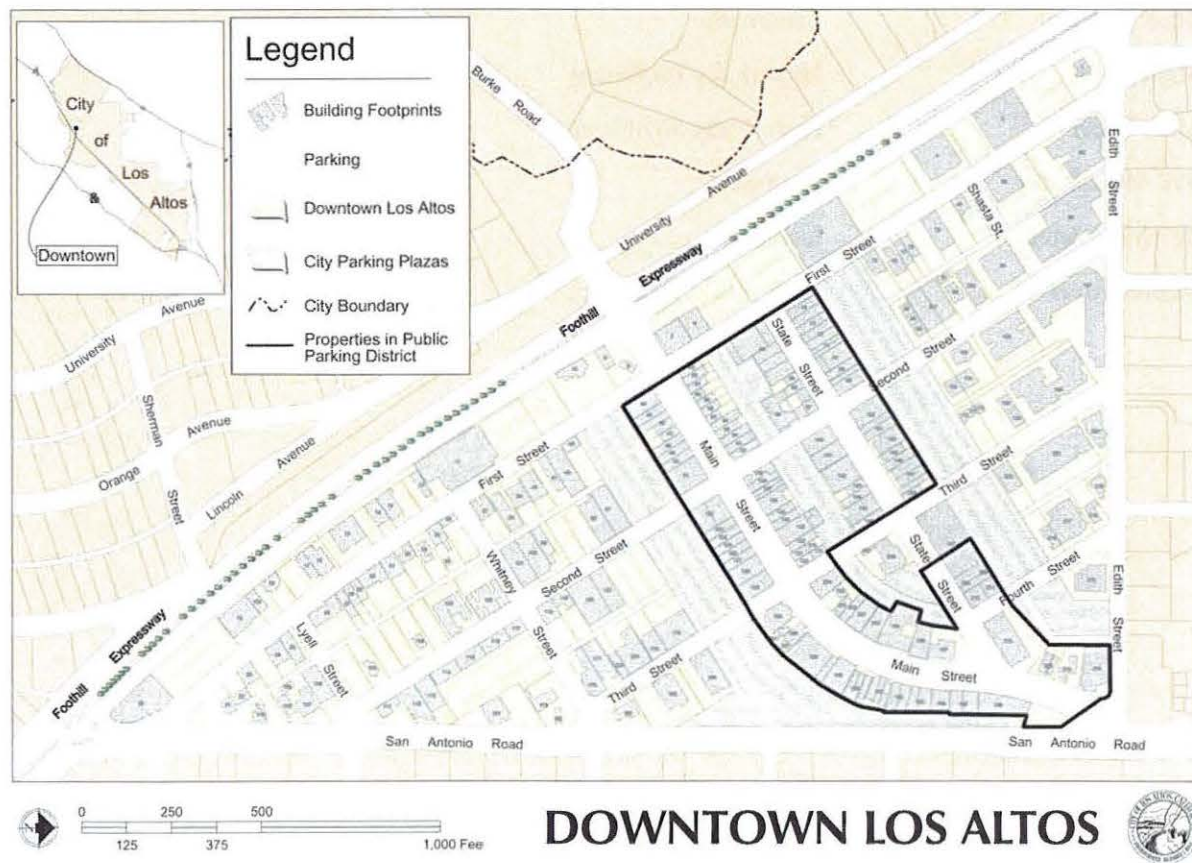 Legend
Building Footprints
Parking
Downtown Los Altos
City Parking Plazas
City Boundary
Properties in Public
Parking District
City
of
Los
Altos
Downtown
Burke Road
University Avenue
Foothill Expressway
First Street
Shasta St.
Edith Street
State Street
Second Street
Main Street
Third Street
State Street
Fourth Street
Edith Street
Main Street
University Avenue
Sherman Street
Orange Avenue
Lincoln Avenue
First Street
Whitney Street
Second Street
Lyell Street
Third Street
Foothill Expressway
San Antonio Road
San Antonio Road
0 250 500
125 375 1,000 Fee
DOWNTOWN LOS ALTOS